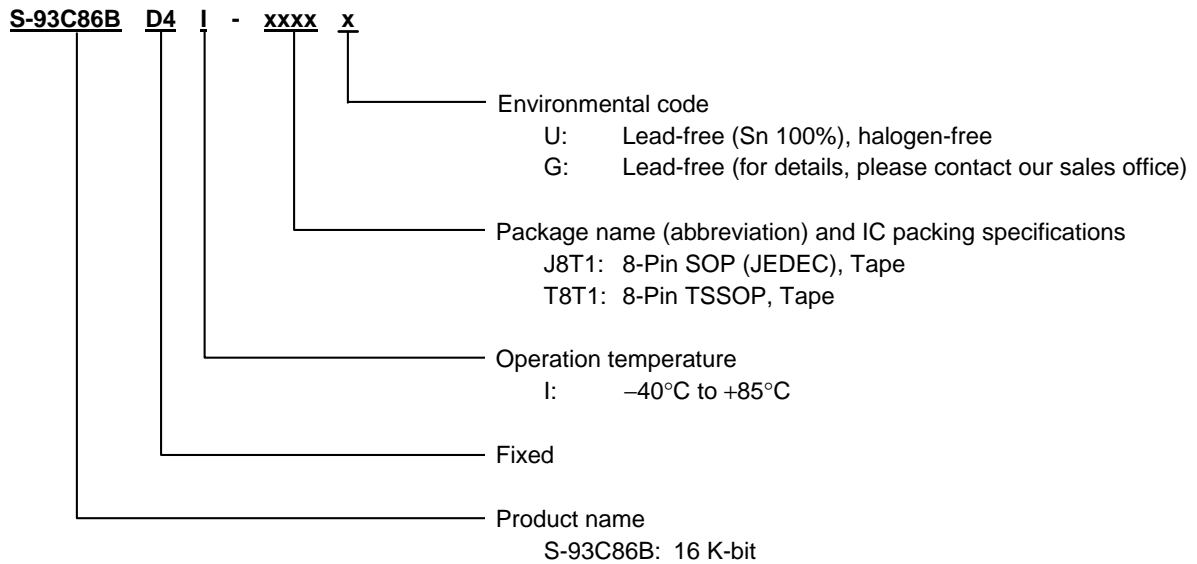 S-93C86B D4 I - xxxx x
Environmental code
U: Lead-free (Sn 100%), halogen-free
G: Lead-free (for details, please contact our sales office)
Package name (abbreviation) and IC packing specifications
J8T1: 8-Pin SOP (JEDEC), Tape
T8T1: 8-Pin TSSOP, Tape
Operation temperature
I: −40°C to +85°C
Fixed
Product name
S-93C86B: 16 K-bit